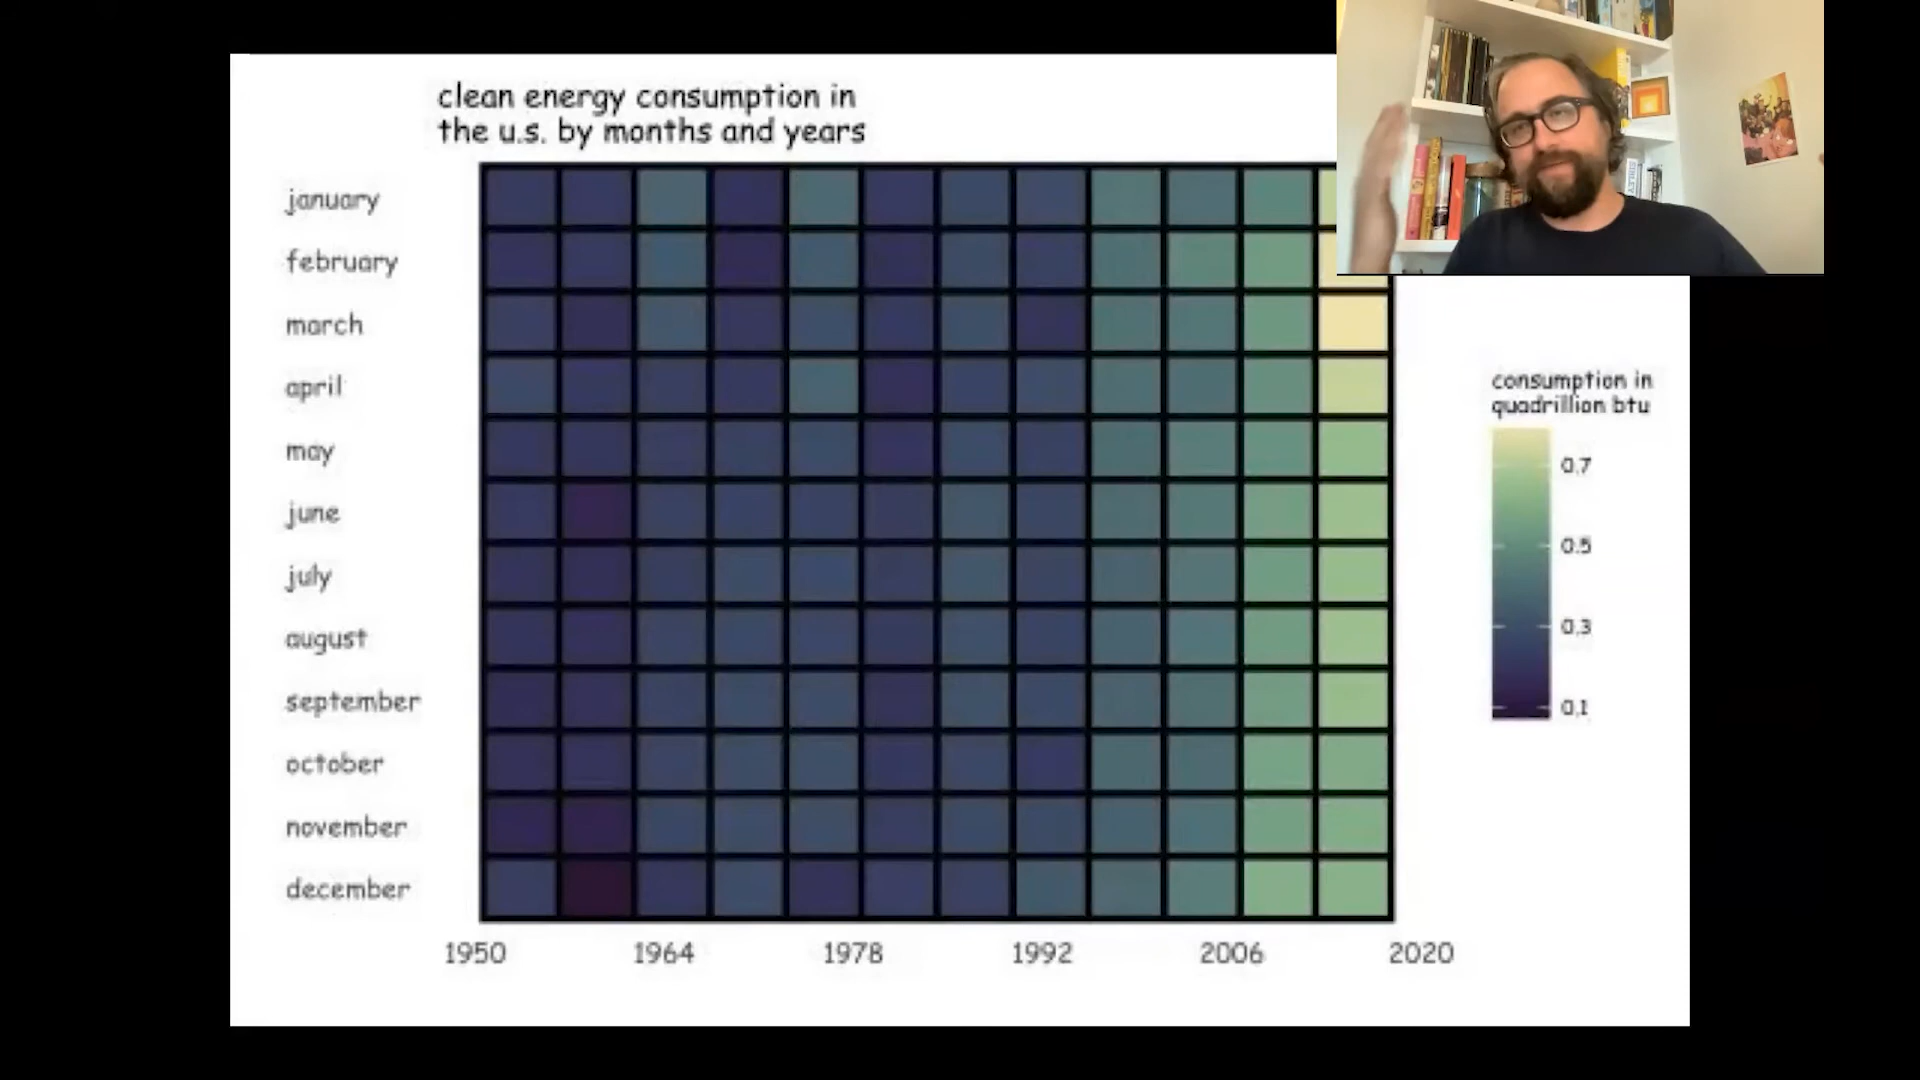 clean energy consumption in
the u.s. by months and years
january
february
march
april
may
june
july
august
september
october
november
december
1950 1964 1978 1992 2006 2020
consumption in
quadrillion btu
0.7
0.5
0.3
0.1